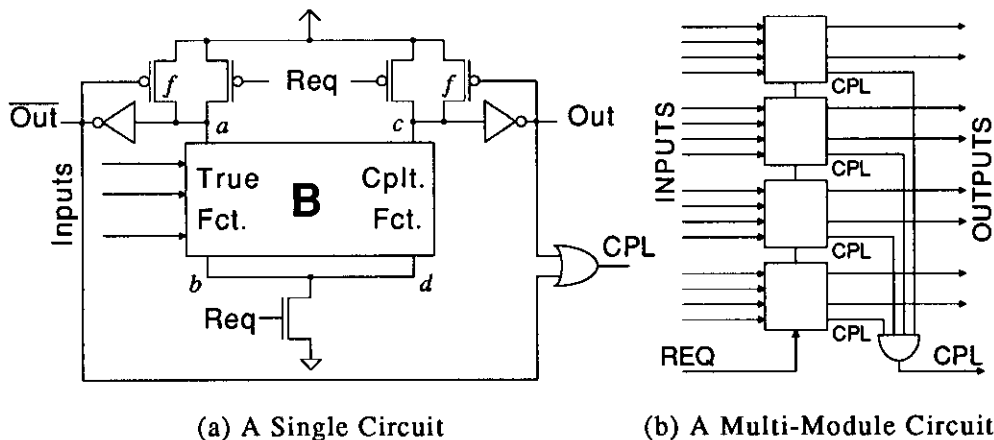 f
Req
f
Out
a
c
Out
Inputs
True
Fct.
B
Cplt.
Fct.
CPL
b
d
Req
(a) A Single Circuit
INPUTS
CPL
CPL
CPL
CPL
OUTPUTS
REQ
CPL
(b) A Multi-Module Circuit